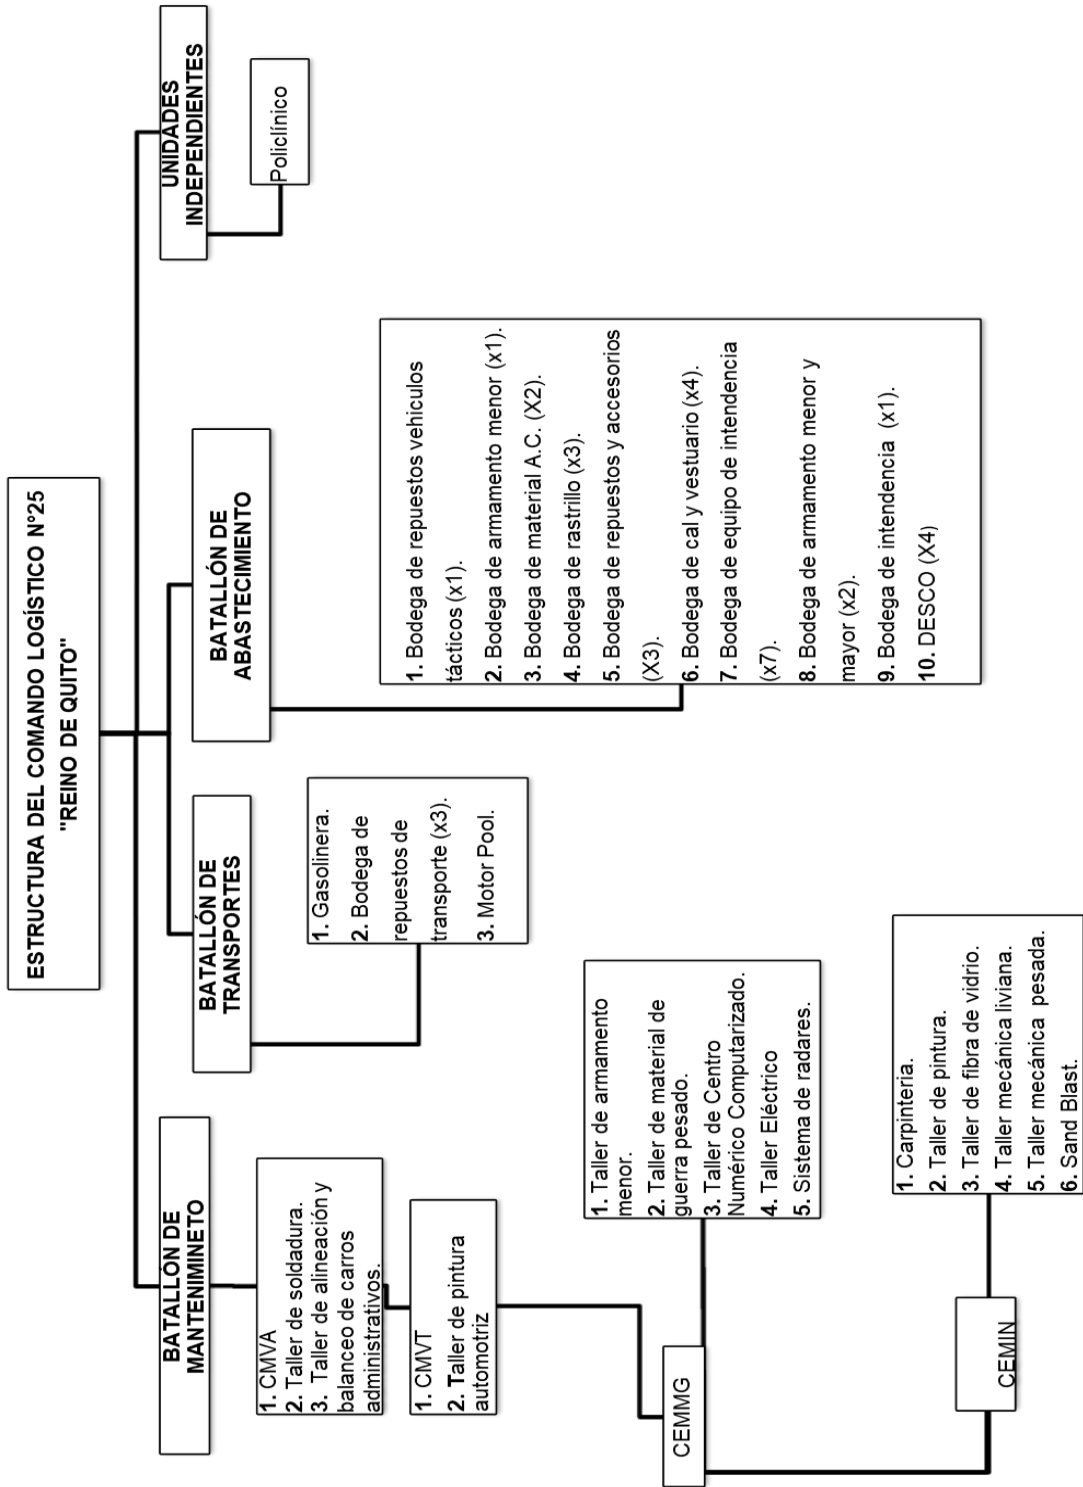 ESTRUCTURA DEL COMANDO LOGÍSTICO Nº25
"REINO DE QUITO"
BATALLÓN DE
MANTENIMINETO
1. CMVA
2. Taller de soldadura.
3. Taller de alineación y
balanceo de carros
administrativos.
1. CMVT
2. Taller de pintura
automotriz
CEMMG
1. Taller de armamento
menor.
2. Taller de material de
guerra pesado.
3. Taller de Centro
Numérico Computarizado.
4. Taller Eléctrico
5. Sistema de radares.
CEMIN
1. Carpinteria.
2. Taller de pintura.
3. Taller de fibra de vidrio.
4. Taller mecánica liviana.
5. Taller mecánica pesada.
6. Sand Blast.
BATALLÓN DE
TRANSPORTES
1. Gasolinera.
2. Bodega de
repuestos de
transporte (x3).
3. Motor Pool.
BATALLÓN DE
ABASTECIMIENTO
1. Bodega de repuestos vehiculos
tácticos (x1).
2. Bodega de armamento menor (x1).
3. Bodega de material A.C. (X2).
4. Bodega de rastrillo (x3).
5. Bodega de repuestos y accesorios
(X3).
6. Bodega de cal y vestuario (x4).
7. Bodega de equipo de intendencia
(x7).
8. Bodega de armamento menor y
mayor (x2).
9. Bodega de intendencia (x1).
10. DESCO (X4)
UNIDADES
INDEPENDIENTES
Policlínico